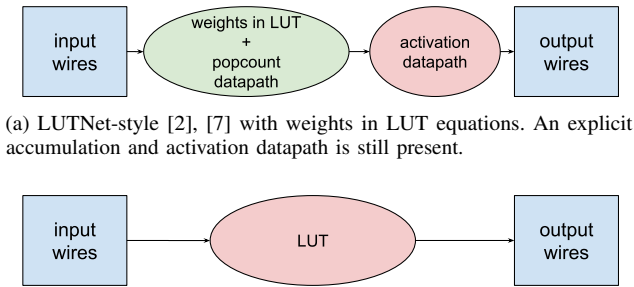 input
wires
weights in LUT
+
popcount
datapath
activation
datapath
output
wires
(a) LUTNet-style [2], [7] with weights in LUT equations. An explicit
accumulation and activation datapath is still present.
input
wires
LUT
output
wires